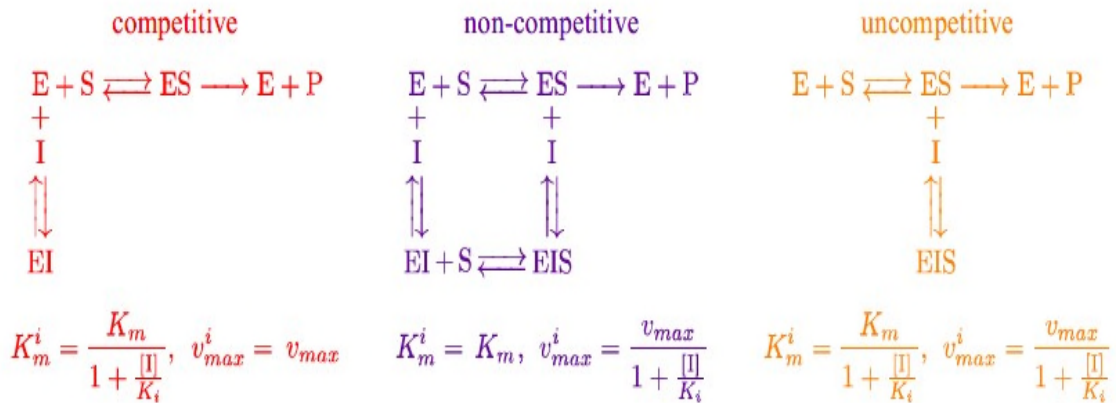 competitive
E + S ⇌ ES ⟶ E + P
+
I
⇅
EI
K_m^i = K_m / (1 + [I]/K_i), v_max^i = v_max
non-competitive
E + S ⇌ ES ⟶ E + P
+ +
I I
⇅ ⇅
EI + S ⇌ EIS
K_m^i = K_m, v_max^i = v_max / (1 + [I]/K_i)
uncompetitive
E + S ⇌ ES ⟶ E + P
+
I
⇅
EIS
K_m^i = K_m / (1 + [I]/K_i), v_max^i = v_max / (1 + [I]/K_i)